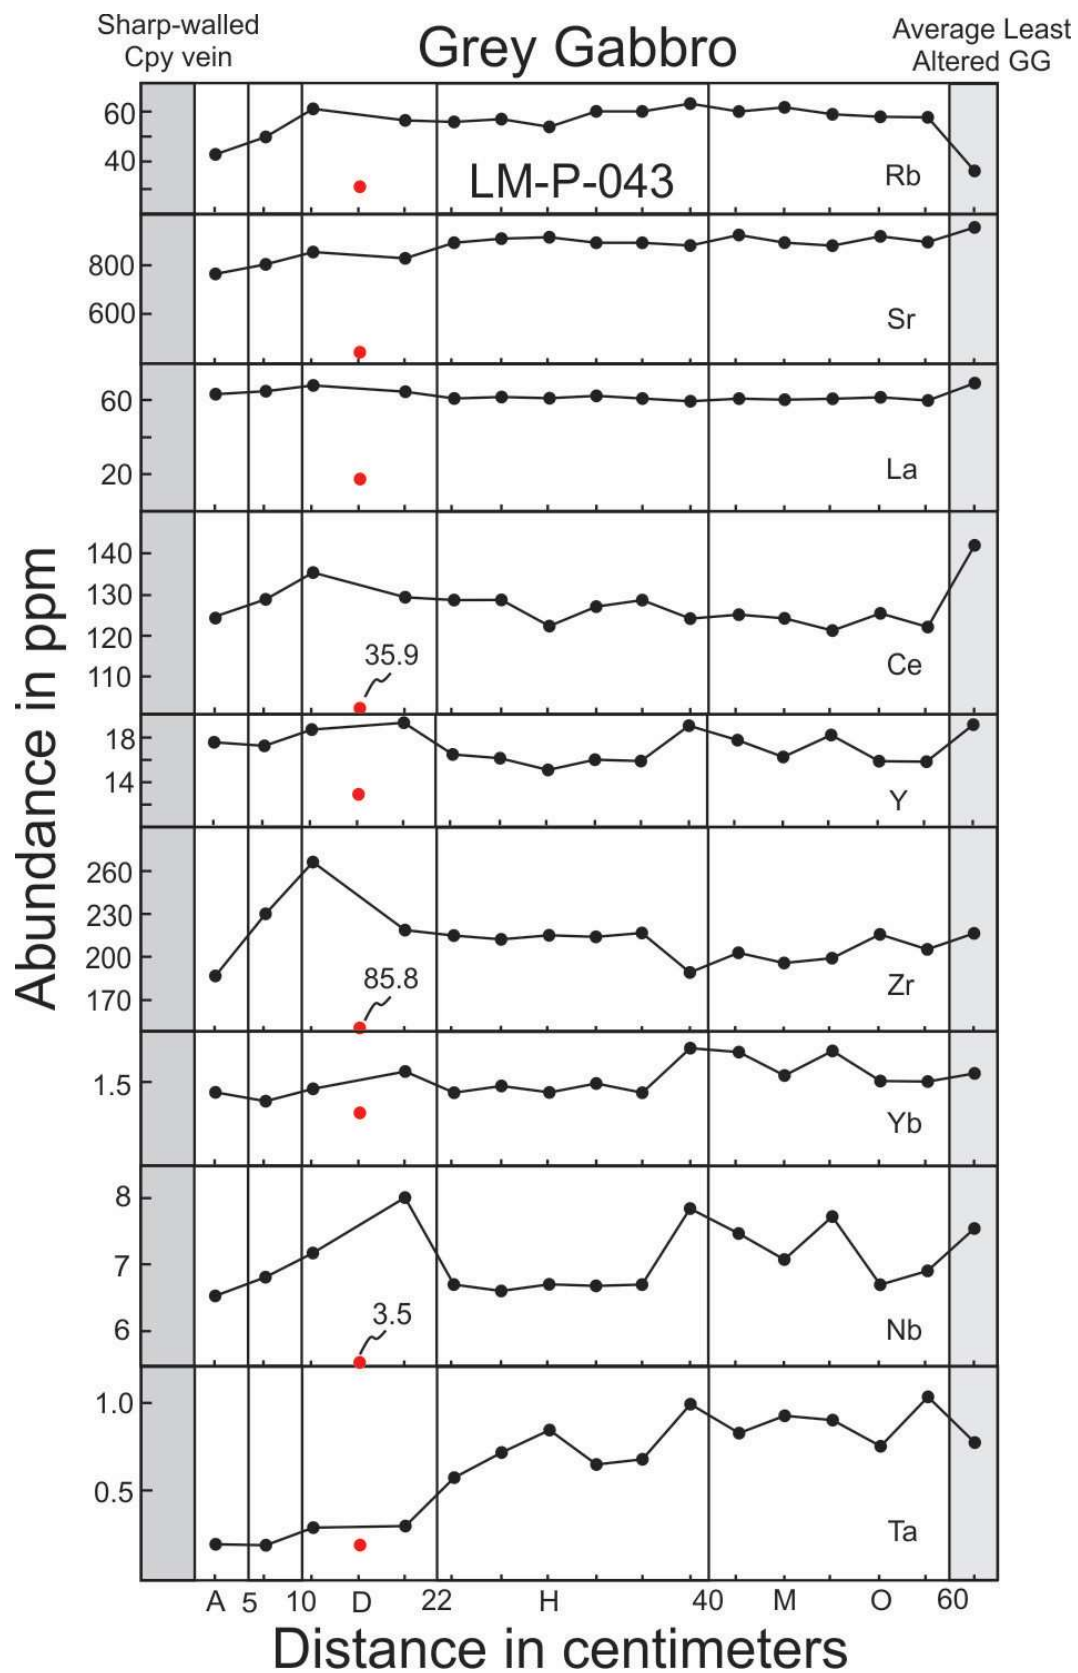 Sharp-walled
Cpy vein
Grey Gabbro
Average Least
Altered GG
Abundance in ppm
60
40
LM-P-043
Rb
800
600
Sr
60
20
La
140
130
120
110
35.9
Ce
18
14
Y
260
230
200
170
85.8
Zr
1.5
Yb
8
7
6
3.5
Nb
1.0
0.5
Ta
A 5 10 D 22 H 40 M O 60
Distance in centimeters